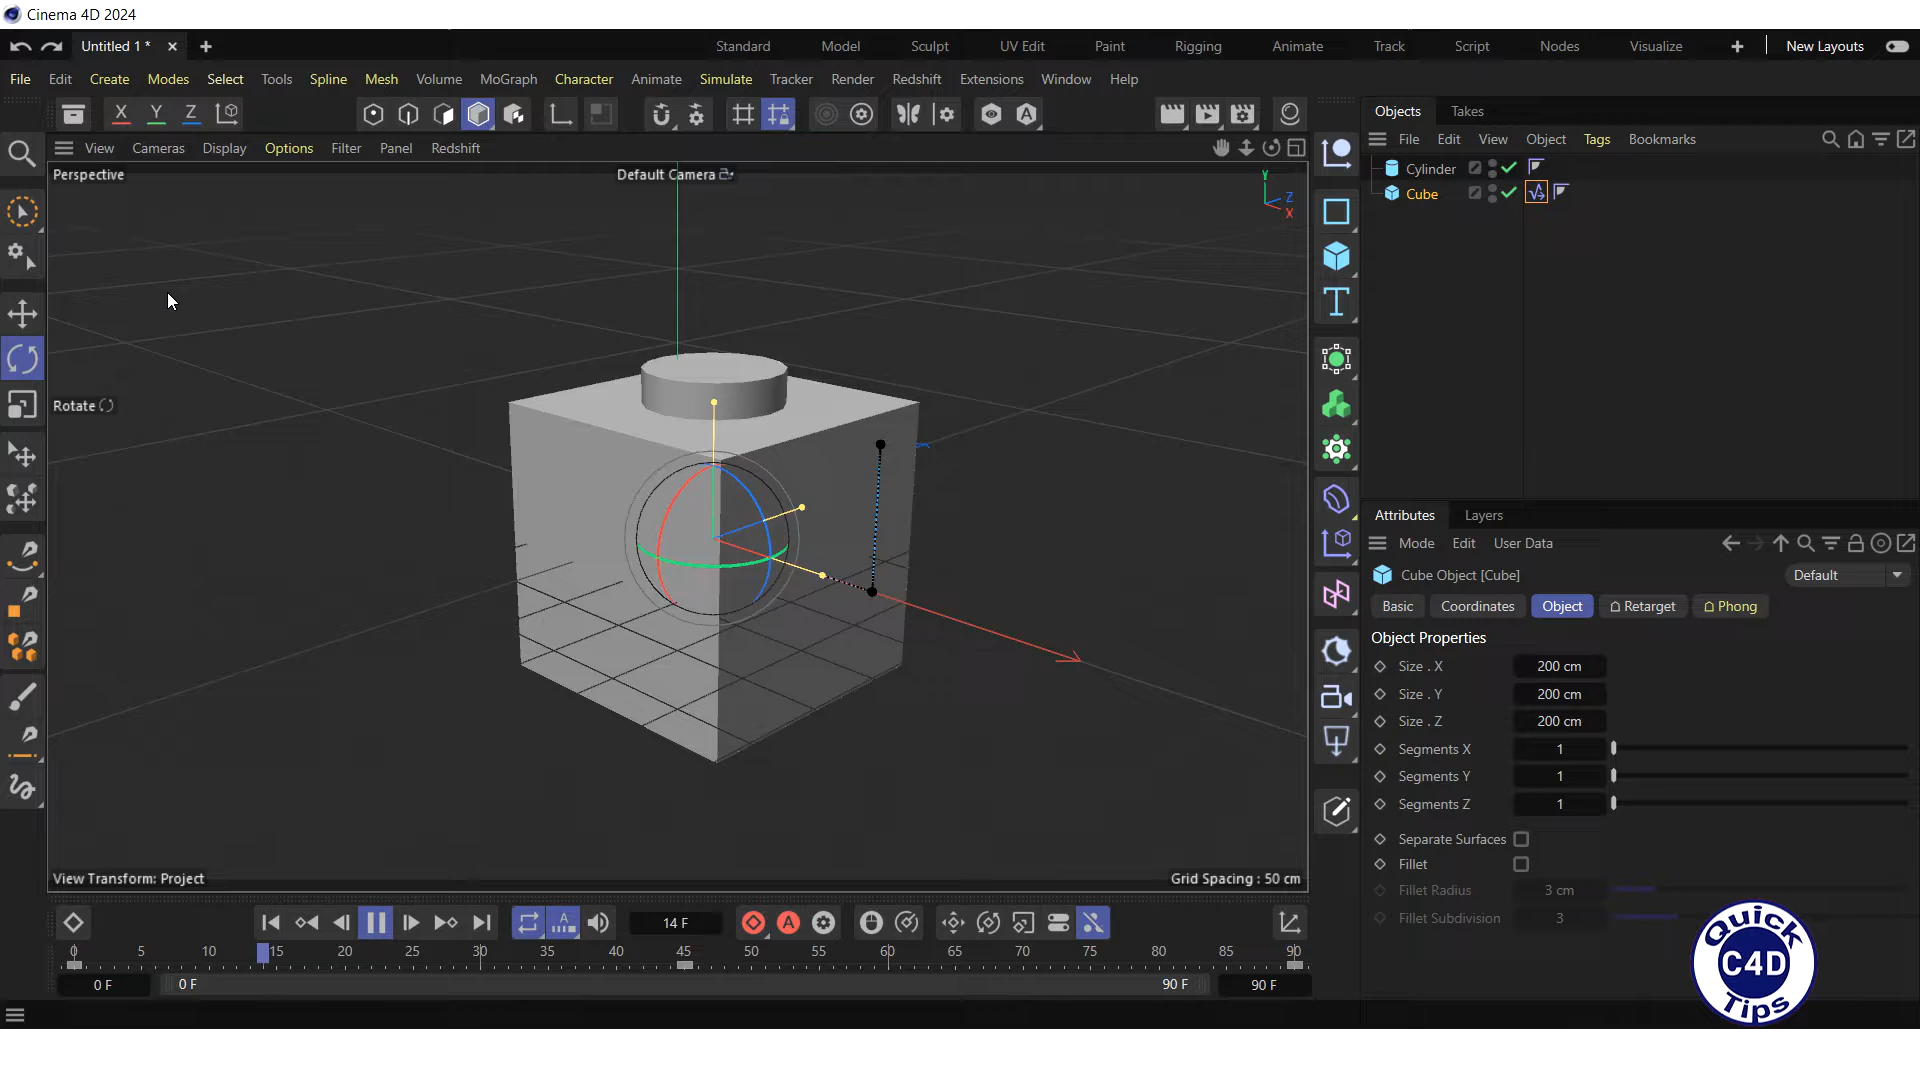 Cinema 4D 2024
Untitled 1 *
Standard Model Sculpt UV Edit Paint Rigging Animate Track Script Nodes Visualize New Layouts
File Edit Create Modes Select Tools Spline Mesh Volume MoGraph Character Animate Simulate Tracker Render Redshift Extensions Window Help
X Y Z
Objects Takes
File Edit View Object Tags Bookmarks
View Cameras Display Options Filter Panel Redshift
Perspective
Default Camera
Y
Z
X
Cylinder
Cube
Rotate
View Transform: Project
Grid Spacing : 50 cm
Attributes Layers
Mode Edit User Data
Cube Object [Cube]
Default
Basic Coordinates Object Retarget Phong
Object Properties
Size . X 200 cm
Size . Y 200 cm
Size . Z 200 cm
Segments X 1
Segments Y 1
Segments Z 1
Separate Surfaces
Fillet
Fillet Radius 3 cm
Fillet Subdivision 3
14 F
0 5 10 15 20 25 30 35 40 45 50 55 60 65 70 75 80 85 90
0 F 0 F 90 F 90 F
Quick
C4D
Tips